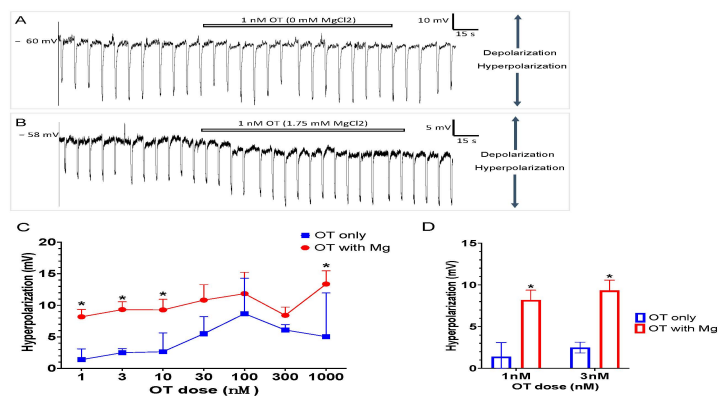 A
1 nM OT (0 mM MgCl2)
10 mV
15 s
– 60 mV
Depolarization
Hyperpolarization
B
1 nM OT (1.75 mM MgCl2)
5 mV
15 s
– 58 mV
Depolarization
Hyperpolarization
C
OT only
OT with Mg
Hyperpolarization (mV)
20
15
10
5
0
* * * *
1 3 10 30 100 300 1000
OT dose (nM)
D
Hyperpolarization (mV)
15
10
5
0
* *
OT only
OT with Mg
1nM 3nM
OT dose (nM)